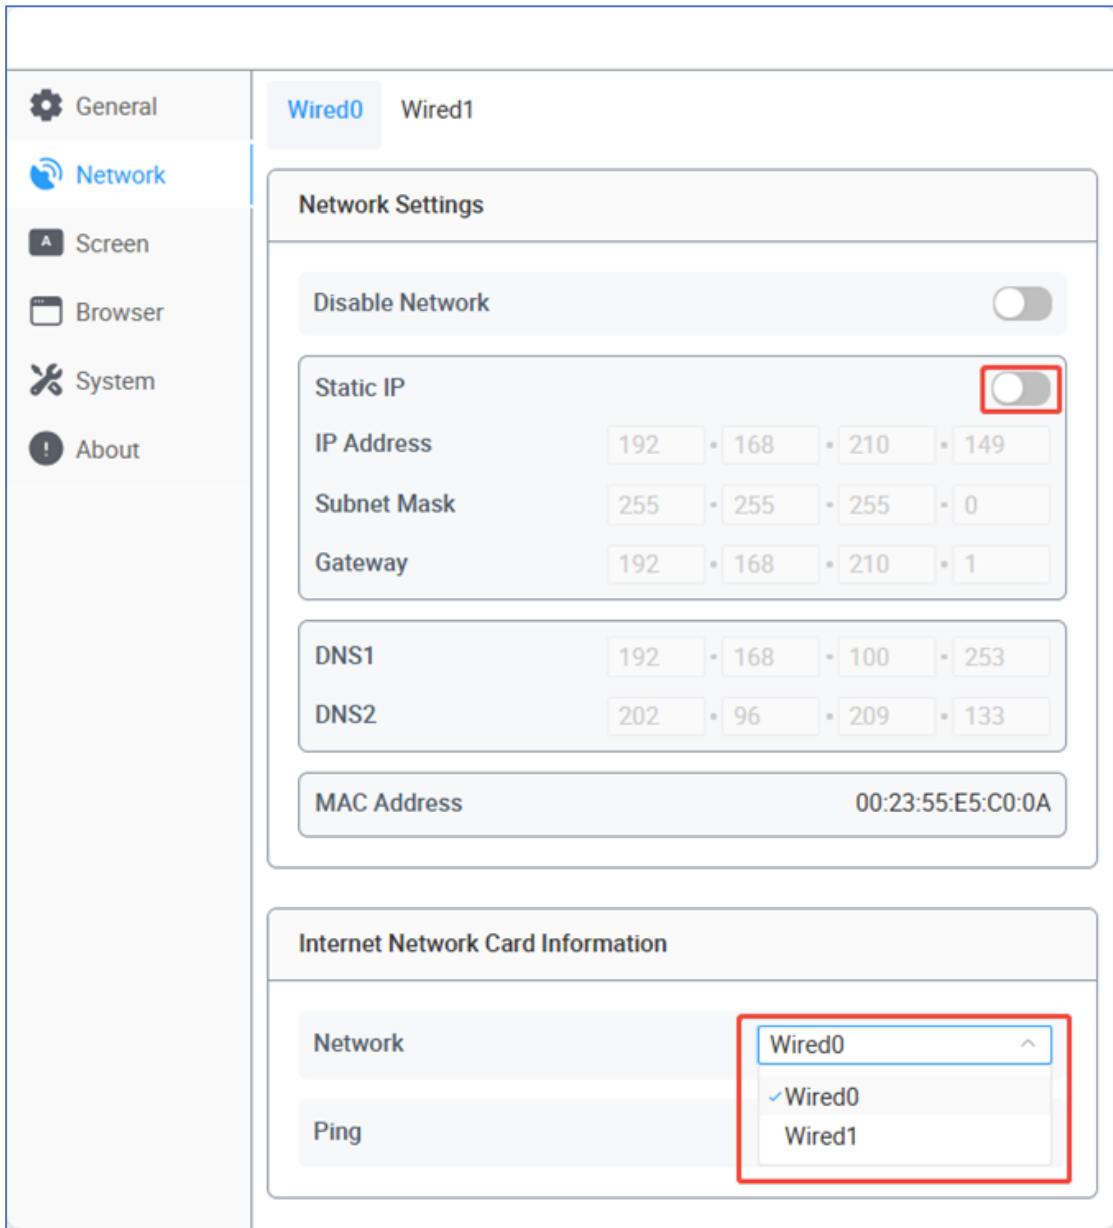 General
Network
Screen
Browser
System
About
Wired0 Wired1
Network Settings
Disable Network
Static IP
IP Address 192 • 168 • 210 • 149
Subnet Mask 255 • 255 • 255 • 0
Gateway 192 • 168 • 210 • 1
DNS1 192 • 168 • 100 • 253
DNS2 202 • 96 • 209 • 133
MAC Address 00:23:55:E5:C0:0A
Internet Network Card Information
Network Wired0
Wired0
Wired1
Ping